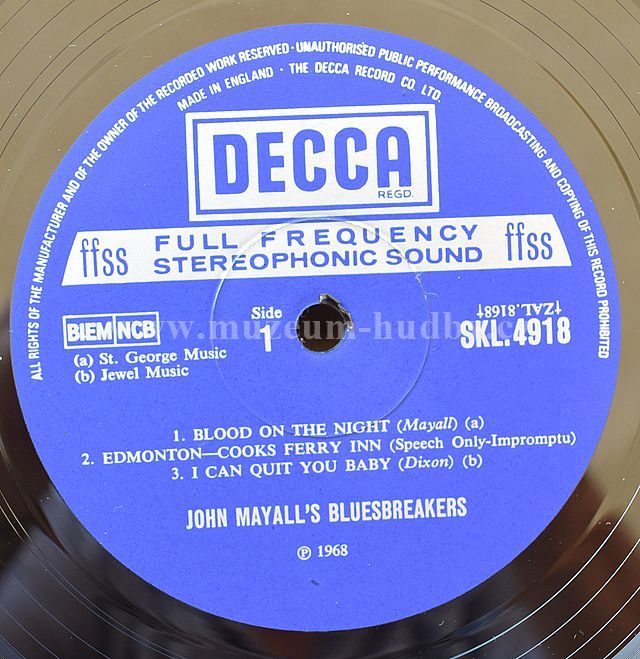 ALL RIGHTS OF THE MANUFACTURER AND OF THE OWNER OF THE RECORDED WORK RESERVED · UNAUTHORISED PUBLIC PERFORMANCE BROADCASTING AND COPYING OF THIS RECORD PROHIBITED
MADE IN ENGLAND · THE DECCA RECORD CO. LTD.
DECCA
REGD.
ffss FULL FREQUENCY ffss
STEREOPHONIC SOUND
BIEM NCB
(a) St. George Music
(b) Jewel Music
Side
1
ZAL.8168
SKL.4918
www.muzeum-hudby.cz
1. BLOOD ON THE NIGHT (Mayall) (a)
2. EDMONTON—COOKS FERRY INN (Speech Only-Impromptu)
3. I CAN QUIT YOU BABY (Dixon) (b)
JOHN MAYALL'S BLUESBREAKERS
℗ 1968